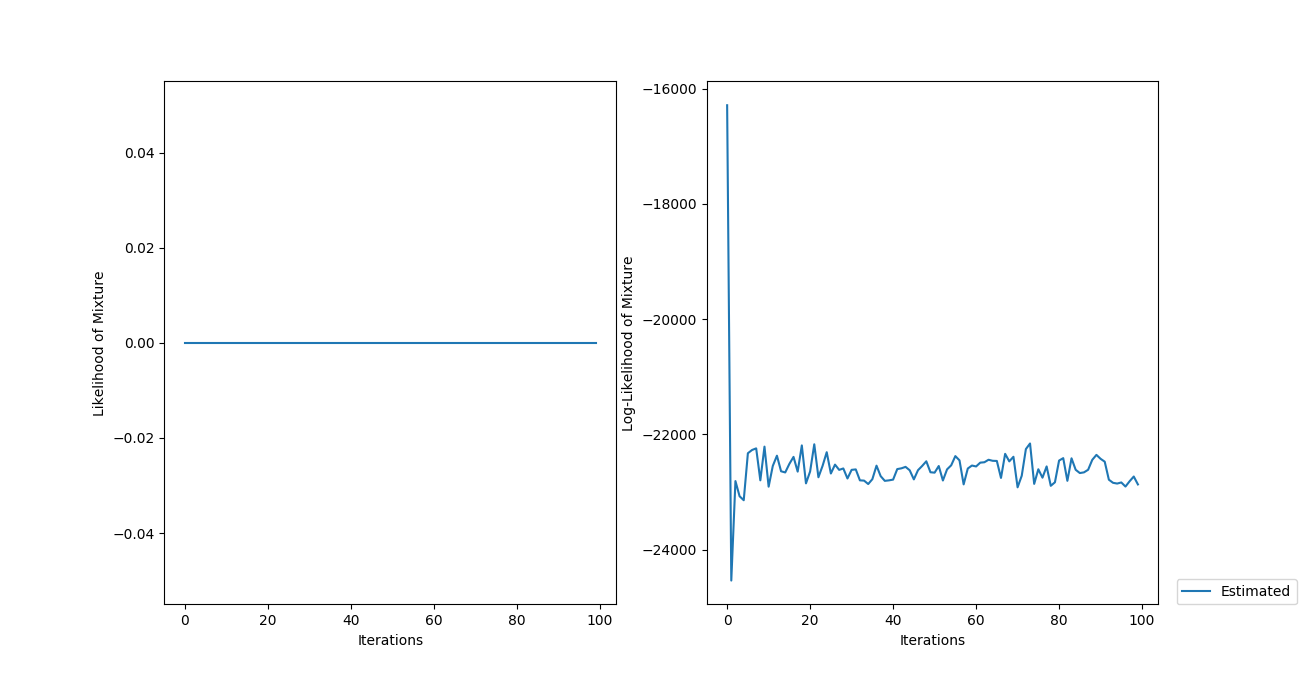 Likelihood of Mixture
0.04
0.02
0.00
−0.02
−0.04
0 20 40 60 80 100
Iterations
Log-Likelihood of Mixture
−16000
−18000
−20000
−22000
−24000
0 20 40 60 80 100
Iterations
Estimated